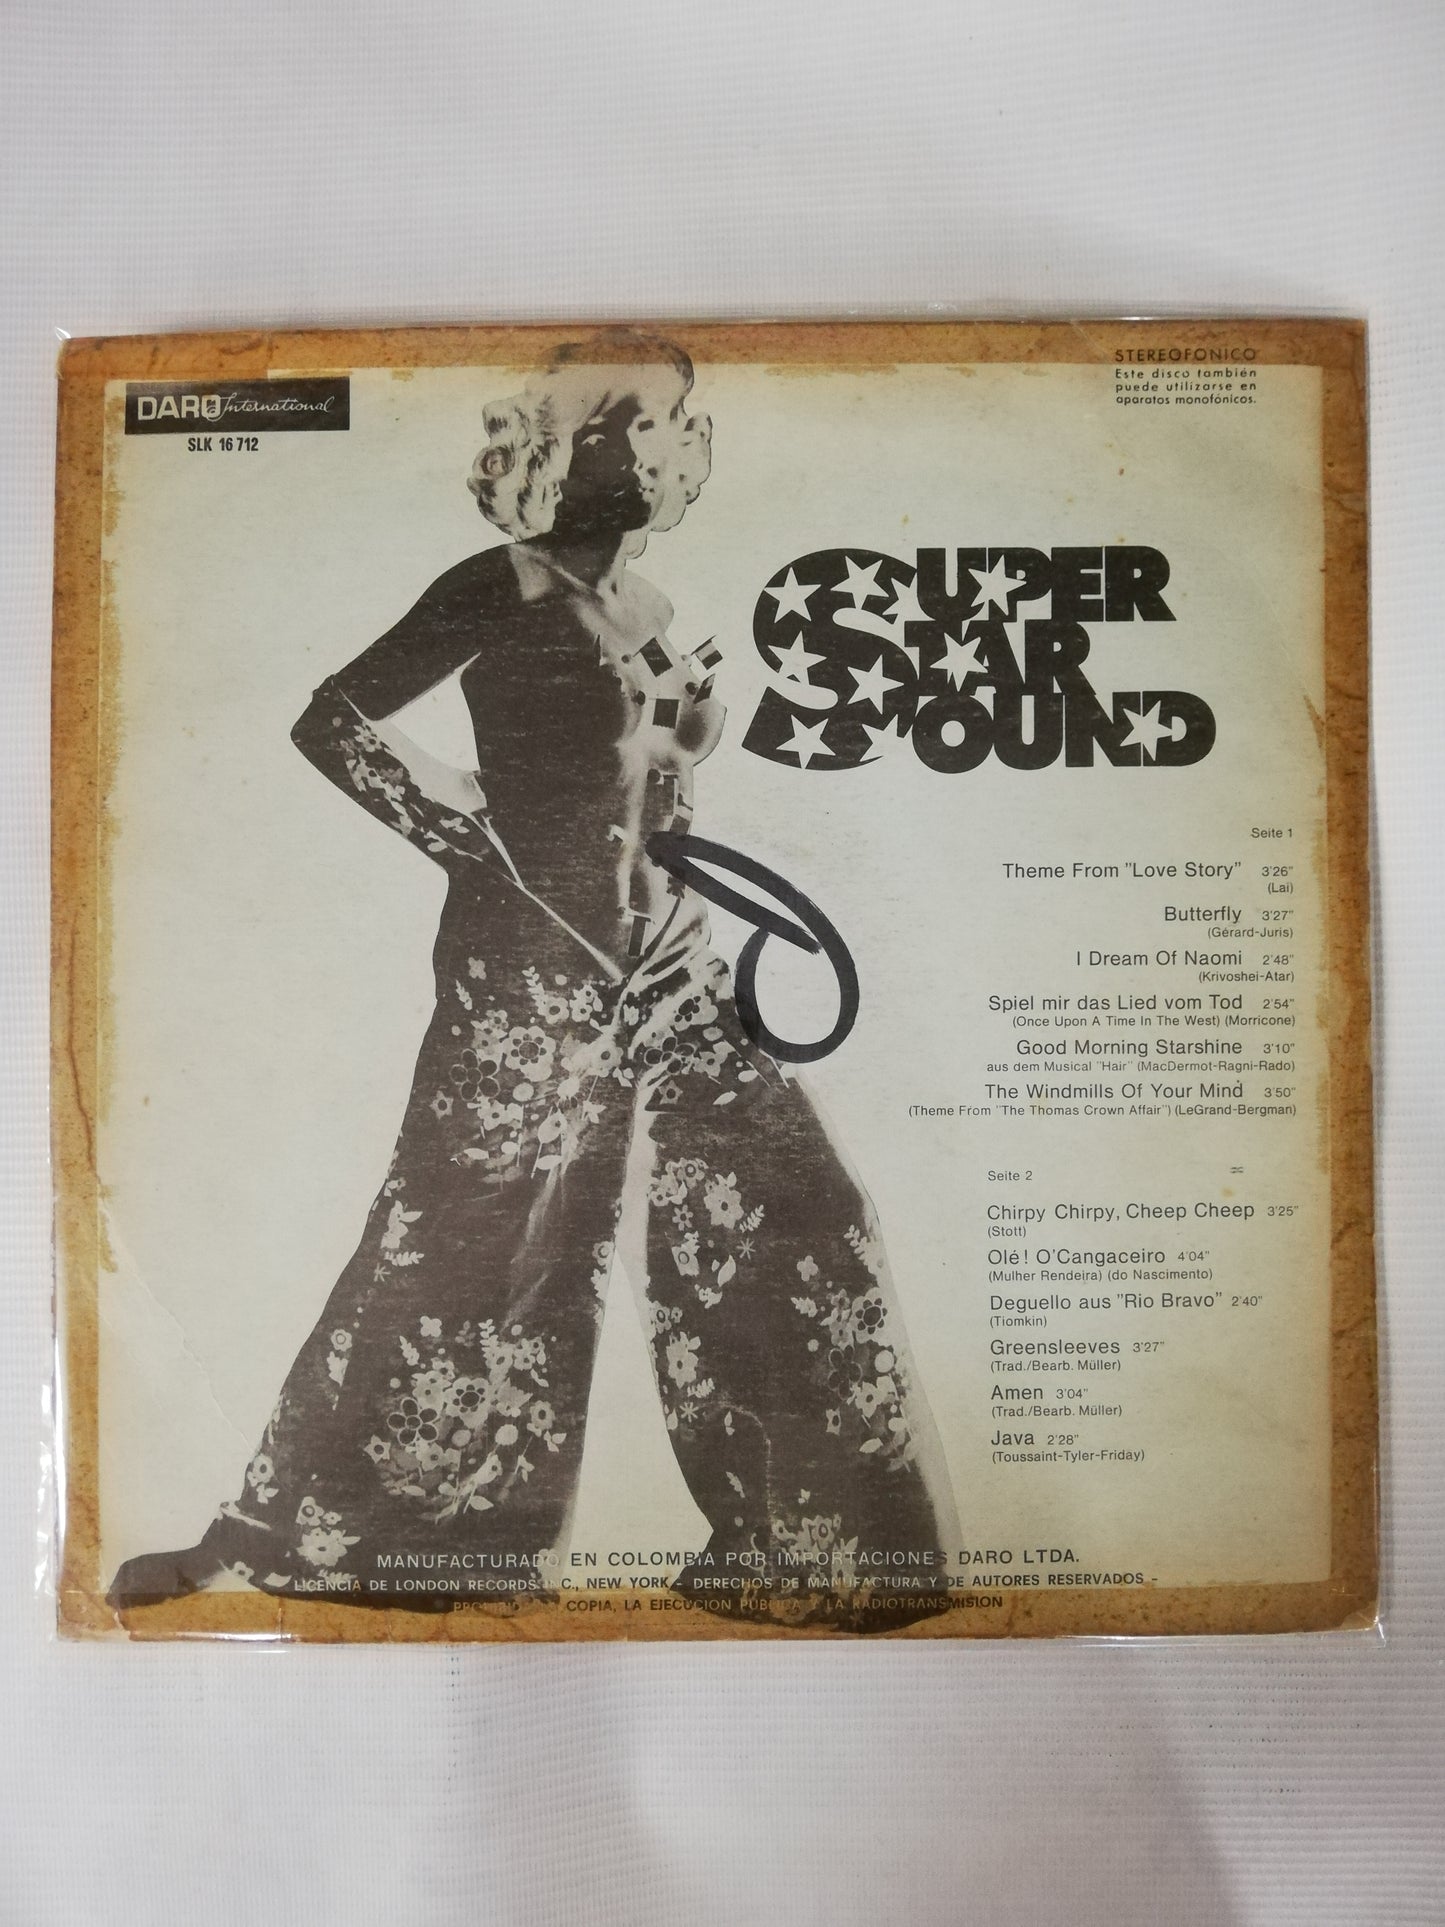 DARO International
SLK 16 712
STEREOFONICO
Este disco también
puede utilizarse en
aparatos monofónicos.
SUPER
STAR
SOUND
Seite 1
Theme From "Love Story" 3'26"
(Lai)
Butterfly 3'27"
(Gérard-Juris)
I Dream Of Naomi 2'48"
(Krivoshei-Atar)
Spiel mir das Lied vom Tod 2'54"
(Once Upon A Time In The West) (Morricone)
Good Morning Starshine 3'10"
aus dem Musical "Hair" (MacDermot-Ragni-Rado)
The Windmills Of Your Mind 3'50"
(Theme From "The Thomas Crown Affair") (LeGrand-Bergman)
Seite 2
Chirpy Chirpy, Cheep Cheep 3'25"
(Stott)
Olé! O'Cangaceiro 4'04"
(Mulher Rendeira) (do Nascimento)
Deguello aus "Rio Bravo" 2'40"
(Tiomkin)
Greensleeves 3'27"
(Trad./Bearb. Müller)
Amen 3'04"
(Trad./Bearb. Müller)
Java 2'28"
(Toussaint-Tyler-Friday)
MANUFACTURADO EN COLOMBIA POR IMPORTACIONES DARO LTDA.
LICENCIA DE LONDON RECORDS INC., NEW YORK - DERECHOS DE MANUFACTURA Y DE AUTORES RESERVADOS -
COPIA, LA EJECUCION PUBLICA Y LA RADIOTRANSMISION